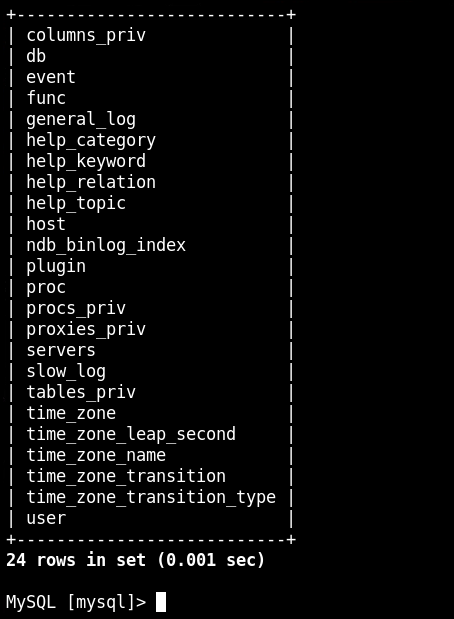 +---------------------------+
| columns_priv              |
| db                        |
| event                     |
| func                      |
| general_log               |
| help_category             |
| help_keyword              |
| help_relation             |
| help_topic                |
| host                      |
| ndb_binlog_index          |
| plugin                    |
| proc                      |
| procs_priv                |
| proxies_priv              |
| servers                   |
| slow_log                  |
| tables_priv               |
| time_zone                 |
| time_zone_leap_second     |
| time_zone_name            |
| time_zone_transition      |
| time_zone_transition_type |
| user                      |
+---------------------------+
24 rows in set (0.001 sec)
MySQL [mysql]>